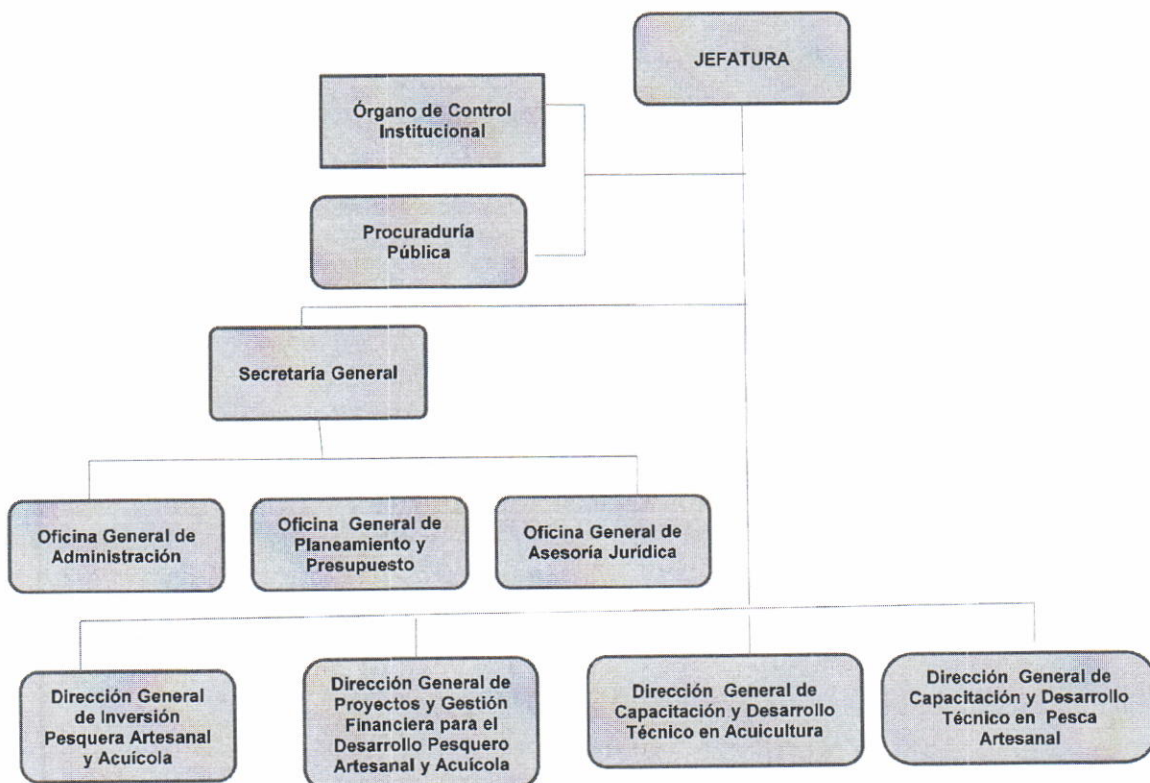 JEFATURA
Órgano de Control
Institucional
Procuraduría
Pública
Secretaría General
Oficina General de
Administración
Oficina General de
Planeamiento y
Presupuesto
Oficina General de
Asesoría Jurídica
Dirección General
de Inversión
Pesquera Artesanal
y Acuícola
Dirección General de
Proyectos y Gestión
Financiera para el
Desarrollo Pesquero
Artesanal y Acuícola
Dirección General de
Capacitación y Desarrollo
Técnico en Acuicultura
Dirección General de
Capacitación y Desarrollo
Técnico en Pesca
Artesanal